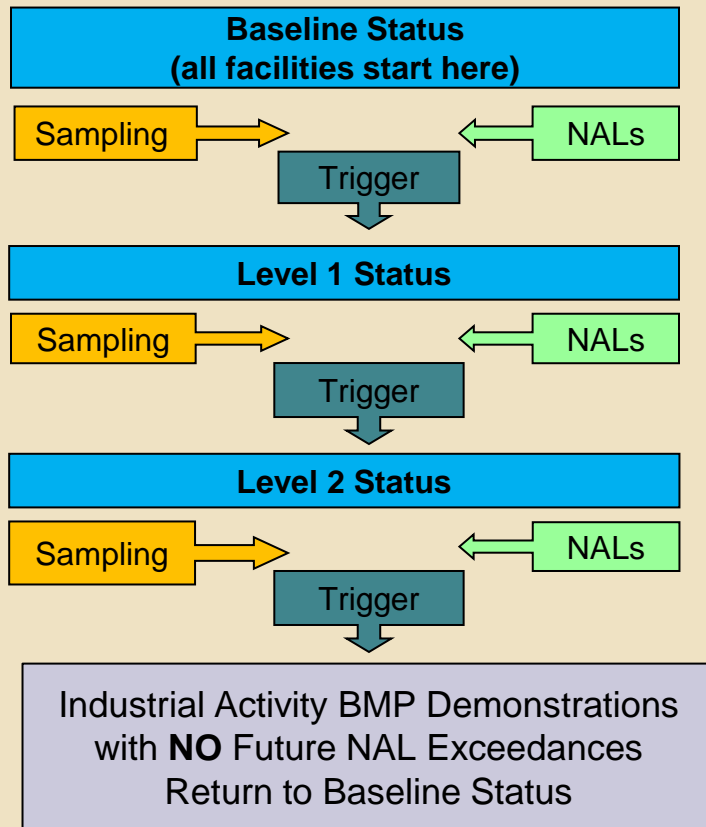 Baseline Status
(all facilities start here)
Sampling
NALs
Trigger
Level 1 Status
Sampling
NALs
Trigger
Level 2 Status
Sampling
NALs
Trigger
Industrial Activity BMP Demonstrations
with NO Future NAL Exceedances
Return to Baseline Status